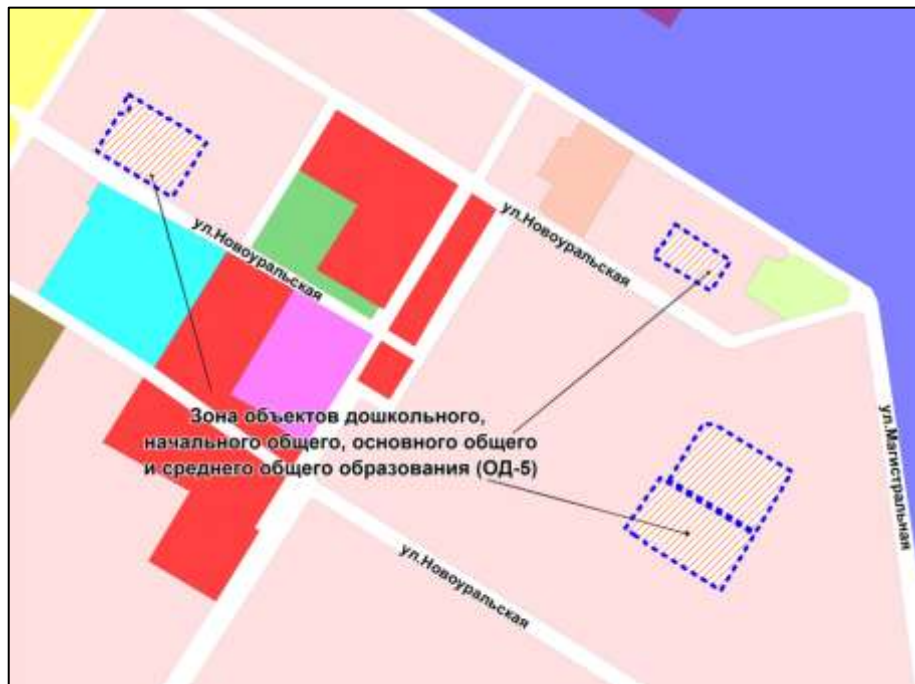 ул.Новоуральская
ул.Новоуральская
Зона объектов дошкольного,
начального общего, основного общего
и среднего общего образования (ОД-5)
ул.Магистральная
ул.Новоуральская